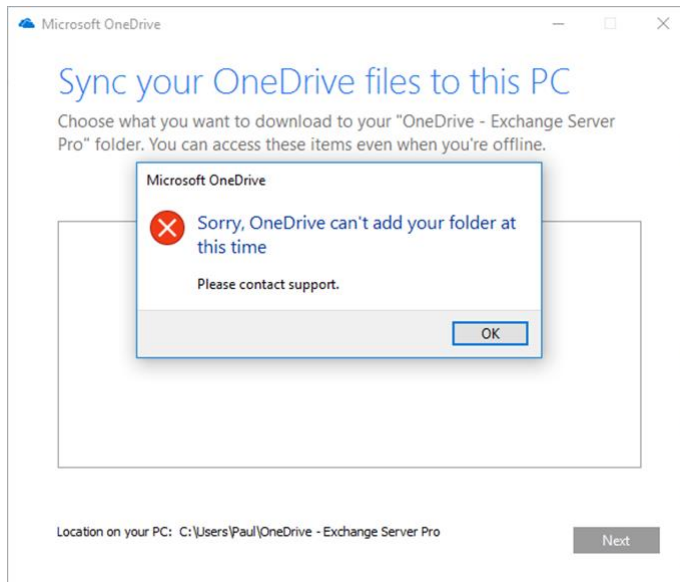 Microsoft OneDrive
Sync your OneDrive files to this PC
Choose what you want to download to your "OneDrive - Exchange Server
Pro" folder. You can access these items even when you're offline.
Microsoft OneDrive
Sorry, OneDrive can't add your folder at
this time
Please contact support.
OK
Location on your PC: C:\Users\Paul\OneDrive - Exchange Server Pro
Next